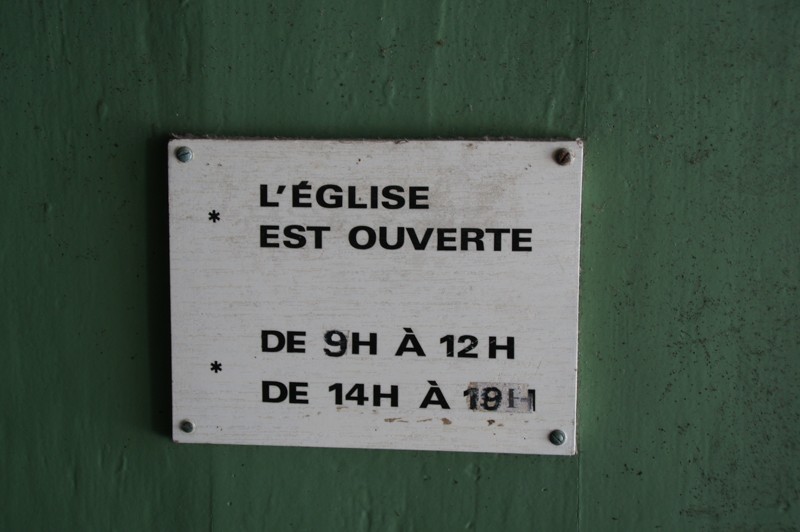 * L'ÉGLISE
EST OUVERTE
* DE 9H À 12H
DE 14H À 19H